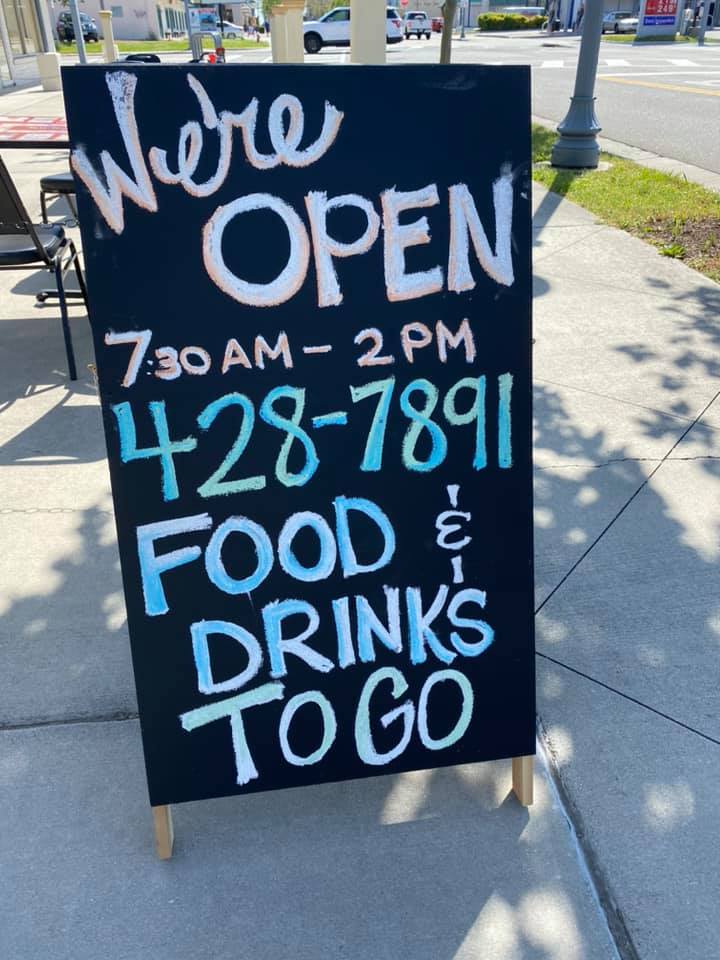 We're
OPEN
7:30 AM - 2 PM
428-7891
FOOD &
DRINKS
TO GO